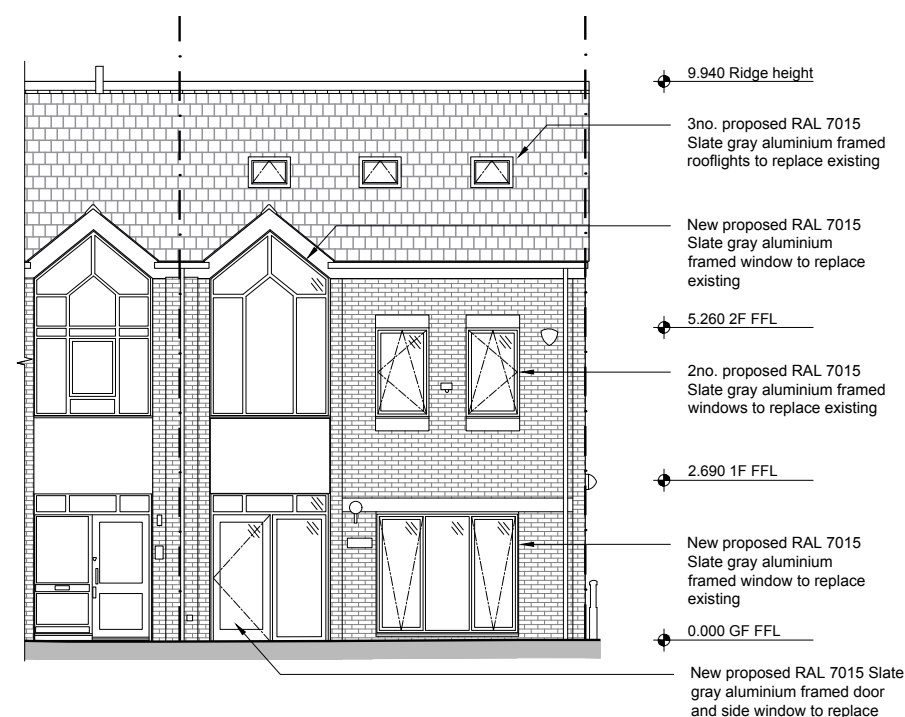 9.940 Ridge height
3no. proposed RAL 7015
Slate gray aluminium framed
rooflights to replace existing
New proposed RAL 7015
Slate gray aluminium
framed window to replace
existing
5.260 2F FFL
2no. proposed RAL 7015
Slate gray aluminium framed
windows to replace existing
2.690 1F FFL
New proposed RAL 7015
Slate gray aluminium
framed window to replace
existing
0.000 GF FFL
New proposed RAL 7015 Slate
gray aluminium framed door
and side window to replace